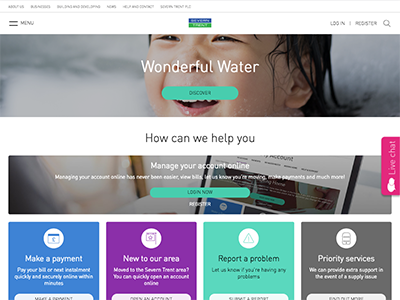 ABOUT US BUSINESSES BUILDING AND DEVELOPING WORK HELP AND CONTACT SEVERN TRENT PLC
MENU
SEVERN
TRENT
LOG IN | REGISTER
Wonderful Water
DISCOVER
How can we help you
Manage your account online
Managing your account online has never been easier, view bills, let us know you're moving, make payments and much more!
LOGIN NOW
REGISTER
Live chat
Make a payment
Pay your bill or next instalment
quickly and securely online within
minutes
MAKE A PAYMENT
New to our area
Moved to the Severn Trent area?
You can quickly open an account
online
OPEN AN ACCOUNT
Report a problem
Let us know if you're having any
problems
SUBMIT A REPORT
Priority services
We can provide extra support in
the event of a supply issue
FIND OUT MORE